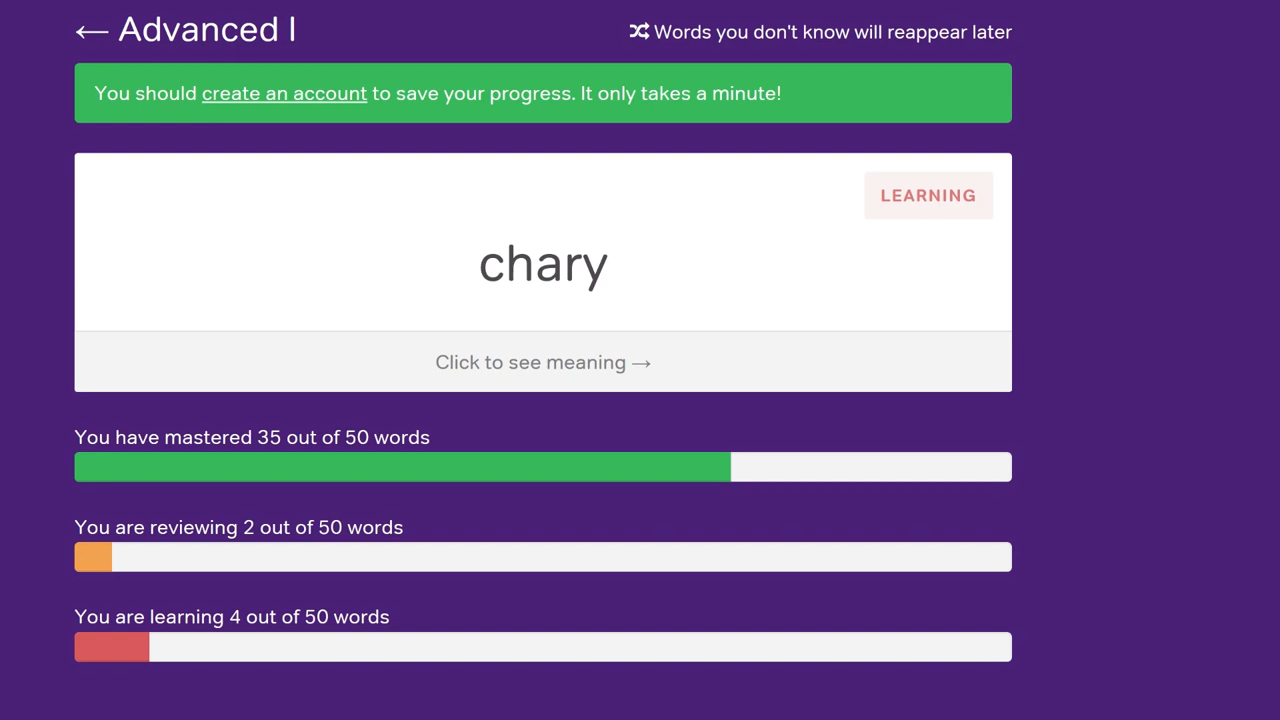 ← Advanced I
Words you don't know will reappear later
You should create an account to save your progress. It only takes a minute!
LEARNING
chary
Click to see meaning →
You have mastered 35 out of 50 words
You are reviewing 2 out of 50 words
You are learning 4 out of 50 words